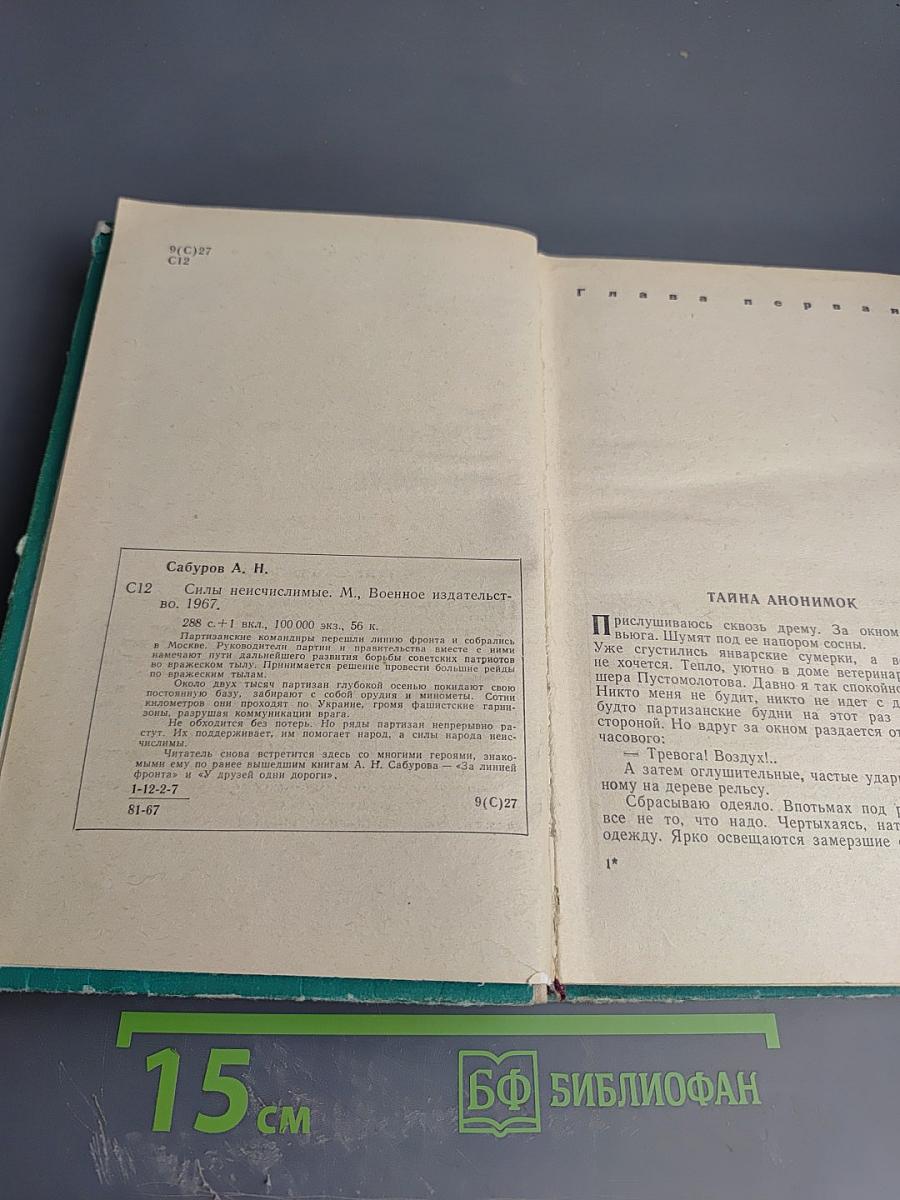 9(С)27
С12
Сабуров А. Н.
С12 Силы неисчислимые. М., Военное издательст-
во. 1967.
288 с.+1 вкл., 100 000 экз., 56 к.
Партизанские командиры перешли линию фронта и собрались
в Москве. Руководители партии и правительства вместе с ними
намечают пути дальнейшего развития борьбы советских патриотов
во вражеском тылу. Принимается решение провести большие рейды
по вражеским тылам.
Около двух тысяч партизан глубокой осенью покидают свою
постоянную базу, забирают с собой орудия и минометы. Сотни
километров они проходят по Украине, громя фашистские гарни-
зоны, разрушая коммуникации врага.
Не обходится без потерь. Но ряды партизан непрерывно ра-
стут. Их поддерживает, им помогает народ, а силы народа неис-
числимы.
Читатель снова встретится здесь со многими героями, знако-
мыми ему по ранее вышедшим книгам А. Н. Сабурова — «За линией
фронта» и «У друзей одни дороги».
1-12-2-7
81-67
9(С)27
Глава первая
ТАЙНА АНОНИМОК
Прислушиваюсь сквозь дрему. За окном
вьюга. Шумят под ее напором сосны.
Уже сгустились январские сумерки, а в
не хочется. Тепло, уютно в доме ветеринар
шера Пустомолотова. Давно я так спокойно
Никто меня не будит, никто не идет с д
будто партизанские будни на этот раз
стороной. Но вдруг за окном раздается от
часового:
— Тревога! Воздух!..
А затем оглушительные, частые удар
ному на дереве рельсу.
Сбрасываю одеяло. Впотьмах под р
все не то, что надо. Чертыхаясь, нат
одежду. Ярко освещаются замерзшие
1*
15 см
БФ БИБЛИОФАН